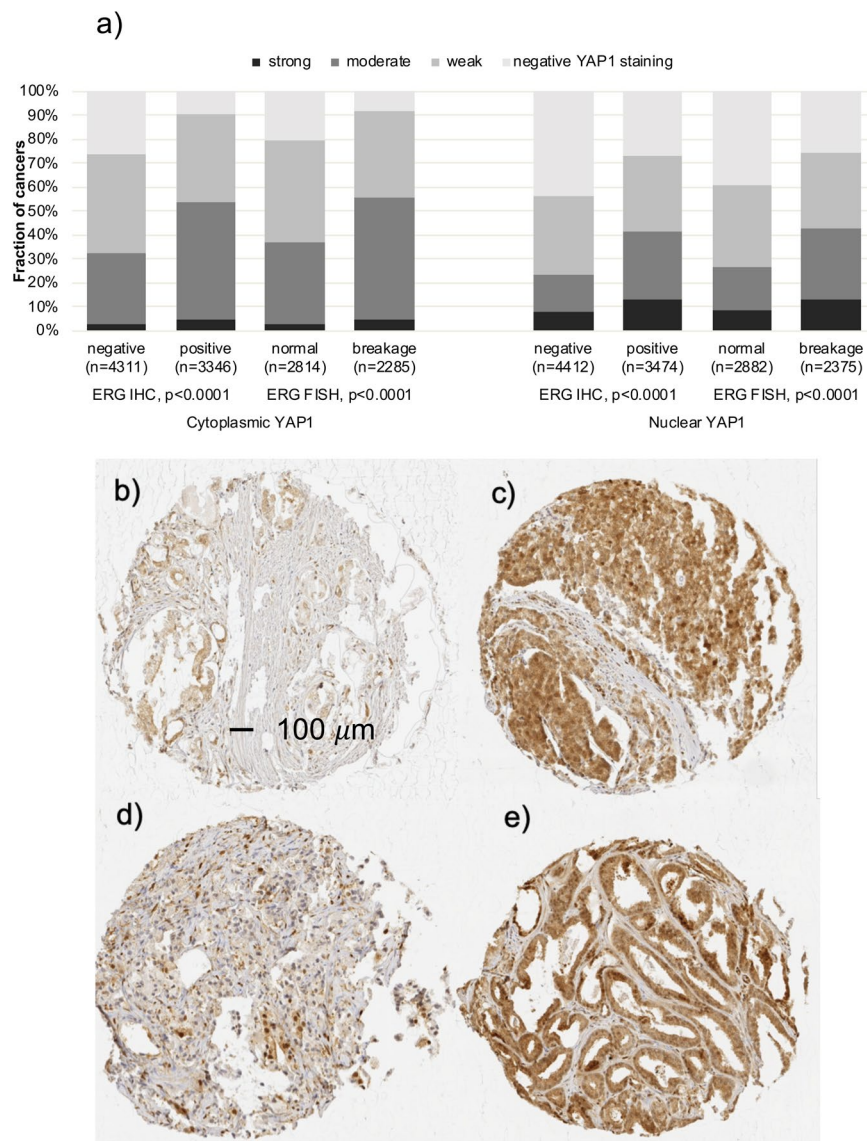 a)
■ strong ■ moderate ■ weak ■ negative YAP1 staining
Fraction of cancers
100%
90%
80%
70%
60%
50%
40%
30%
20%
10%
0%
negative positive normal breakage negative positive normal breakage
(n=4311) (n=3346) (n=2814) (n=2285) (n=4412) (n=3474) (n=2882) (n=2375)
ERG IHC, p<0.0001 ERG FISH, p<0.0001 ERG IHC, p<0.0001 ERG FISH, p<0.0001
Cytoplasmic YAP1 Nuclear YAP1
b)
c)
100 μm
d)
e)